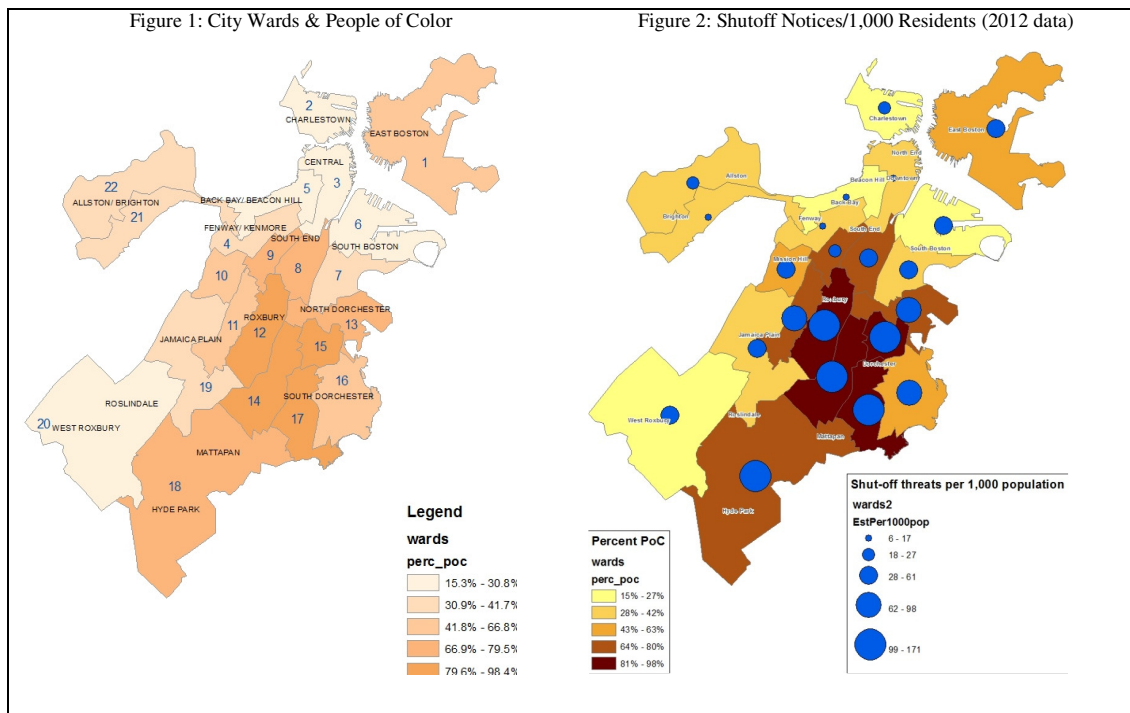 Figure 1: City Wards & People of Color
2
CHARLESTOWN
EAST BOSTON
1
CENTRAL
3
5
22
ALLSTON/ BRIGHTON
21
BACK BAY/ BEACON HILL
6
FENWAY/ KENMORE
4
SOUTH END
SOUTH BOSTON
9
8
10
7
ROXBURY
NORTH DORCHESTER
11
12
13
JAMAICA PLAIN
15
16
19
ROSLINDALE
14
SOUTH DORCHESTER
17
20
WEST ROXBURY
MATTAPAN
18
HYDE PARK
Legend
wards
perc_poc
15.3% - 30.8%
30.9% - 41.7%
41.8% - 66.8%
66.9% - 79.5%
79.6% - 98.4%
Figure 2: Shutoff Notices/1,000 Residents (2012 data)
Charlestown
East Boston
North End
Allston
Beacon Hill
Downtown
Back Bay
Brighton
Fenway
South End
South Boston
Mission Hill
Roxbury
Jamaica Plain
Dorchester
Roslindale
West Roxbury
Mattapan
Hyde Park
Percent PoC
wards
perc_poc
15% - 27%
28% - 42%
43% - 63%
64% - 80%
81% - 98%
Shut-off threats per 1,000 population
wards2
EstPer1000pop
6 - 17
18 - 27
28 - 61
62 - 98
99 - 171